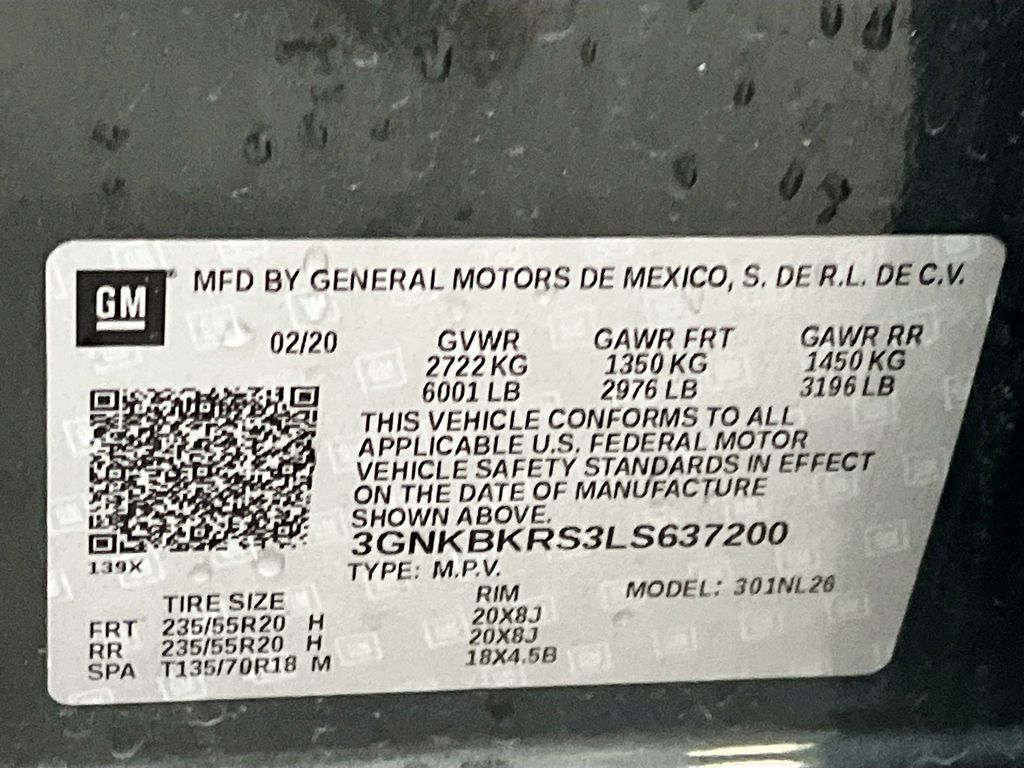 GM MFD BY GENERAL MOTORS DE MEXICO, S. DE R.L. DE C.V.
02/20 GVWR GAWR FRT GAWR RR
2722 KG 1350 KG 1450 KG
6001 LB 2976 LB 3196 LB
THIS VEHICLE CONFORMS TO ALL
APPLICABLE U.S. FEDERAL MOTOR
VEHICLE SAFETY STANDARDS IN EFFECT
ON THE DATE OF MANUFACTURE
SHOWN ABOVE.
3GNKBKRS3LS637200
139X
TYPE: M.P.V.
MODEL: 301NL26
TIRE SIZE RIM
FRT 235/55R20 H 20X8J
RR 235/55R20 H 20X8J
SPA T135/70R18 M 18X4.5B